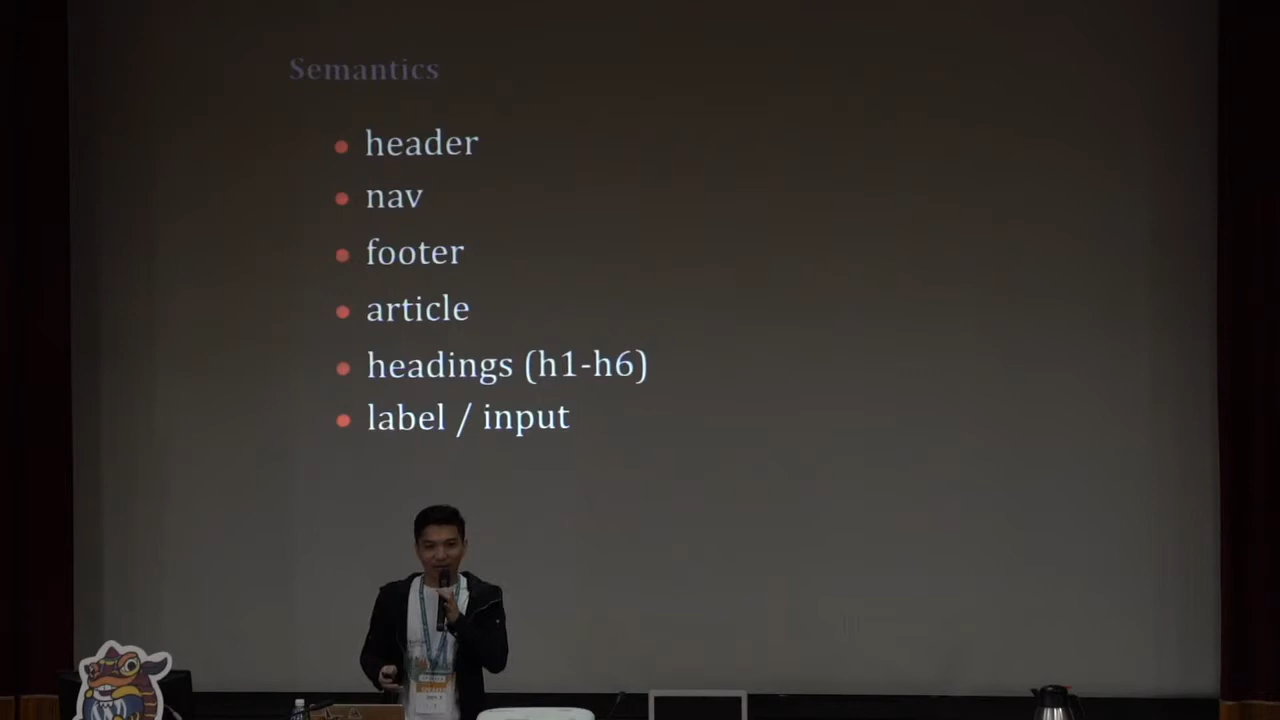 Semantics
header
nav
footer
article
headings (h1-h6)
label / input